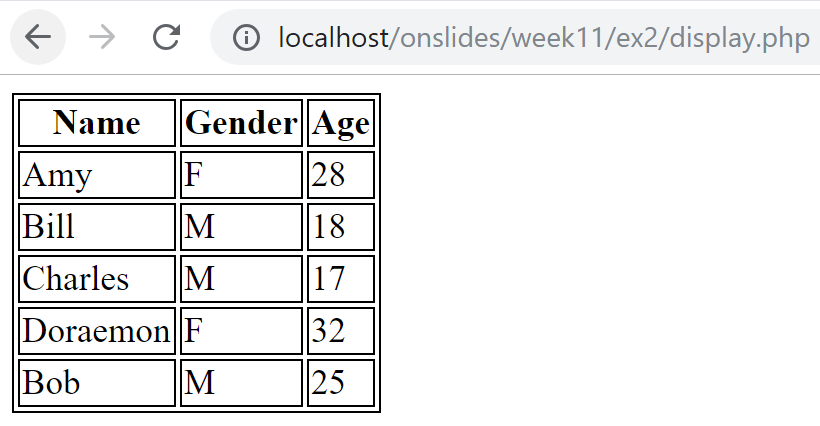 localhost/onslides/week11/ex2/display.php
Name Gender Age
Amy F 28
Bill M 18
Charles M 17
Doraemon F 32
Bob M 25